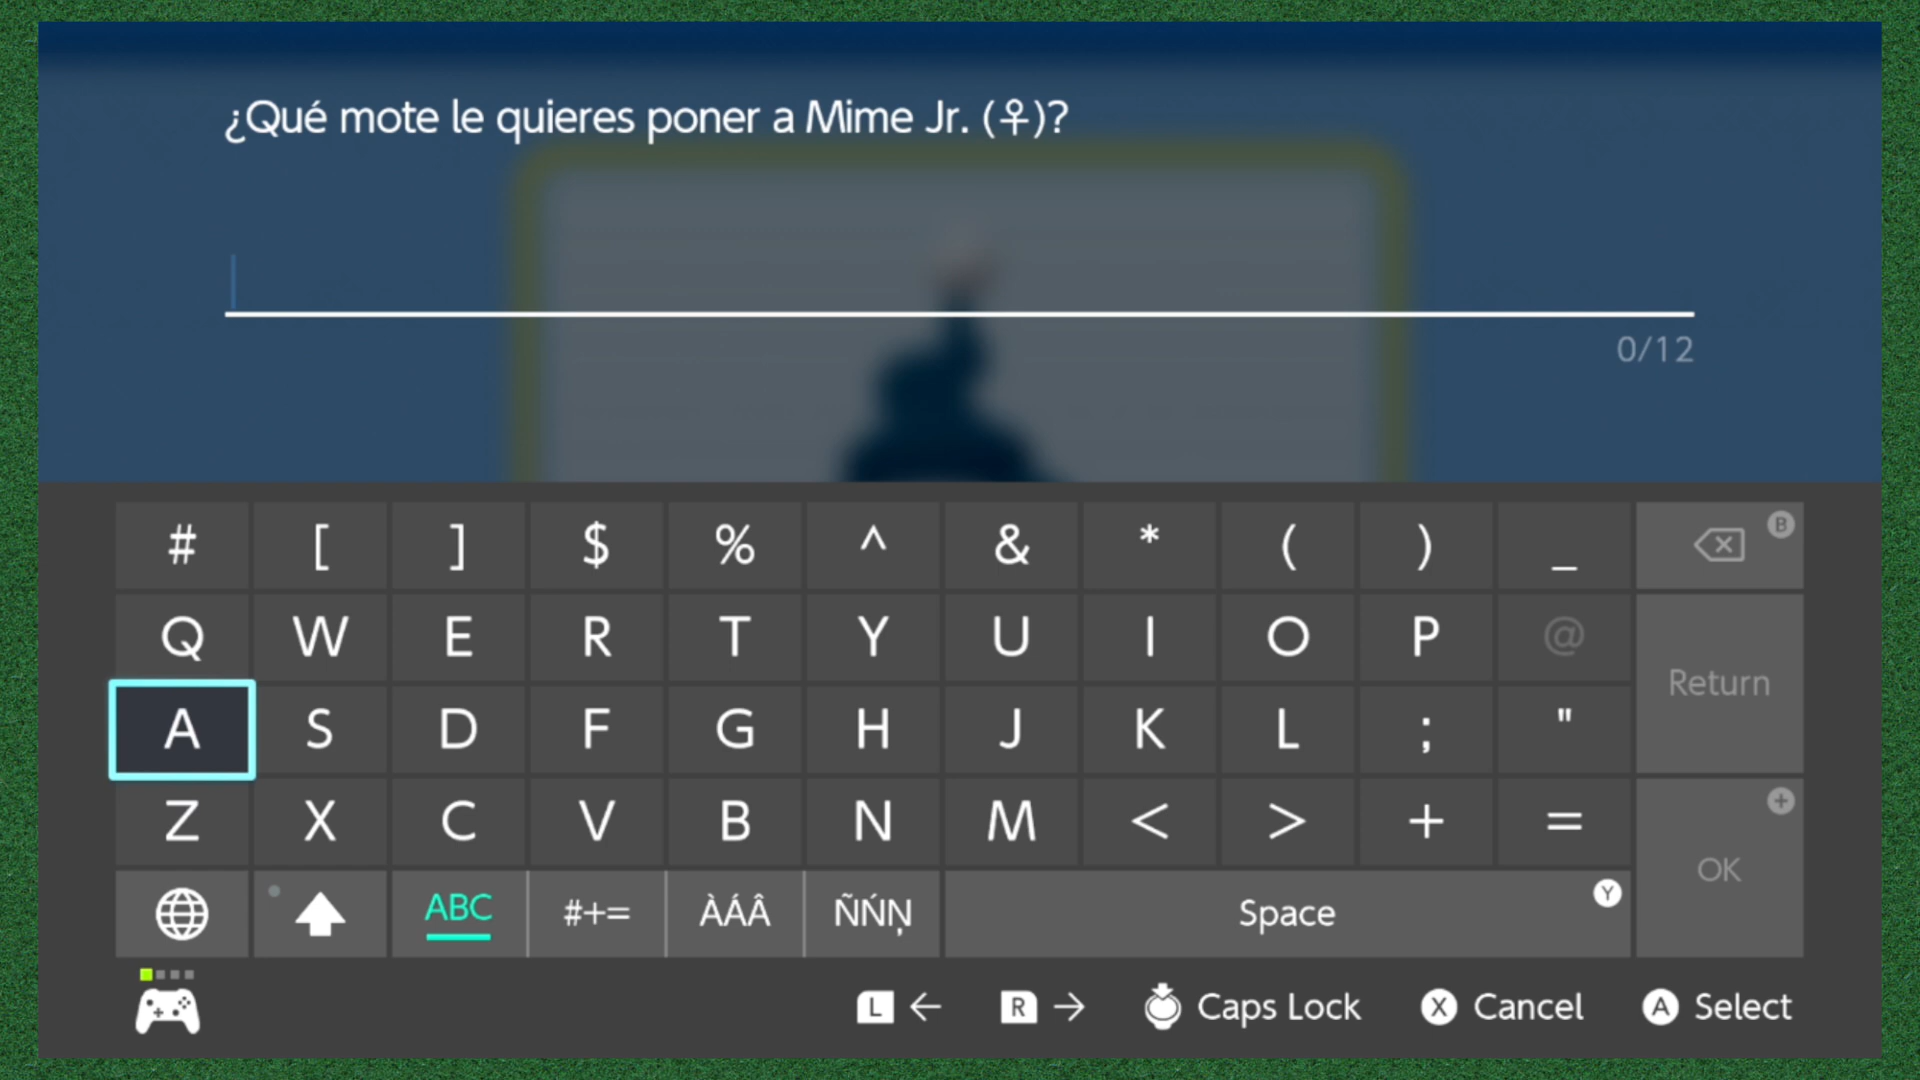 ¿Qué mote le quieres poner a Mime Jr. (♀)?
0/12
# [ ] $ % ^ & * ( ) _ B
Q W E R T Y U I O P @
Return
A S D F G H J K L ; "
Z X C V B N M < > + = +
OK
ABC #+= ÀÁÂ ÑŃŅ Space Y
L ← R → Caps Lock X Cancel A Select